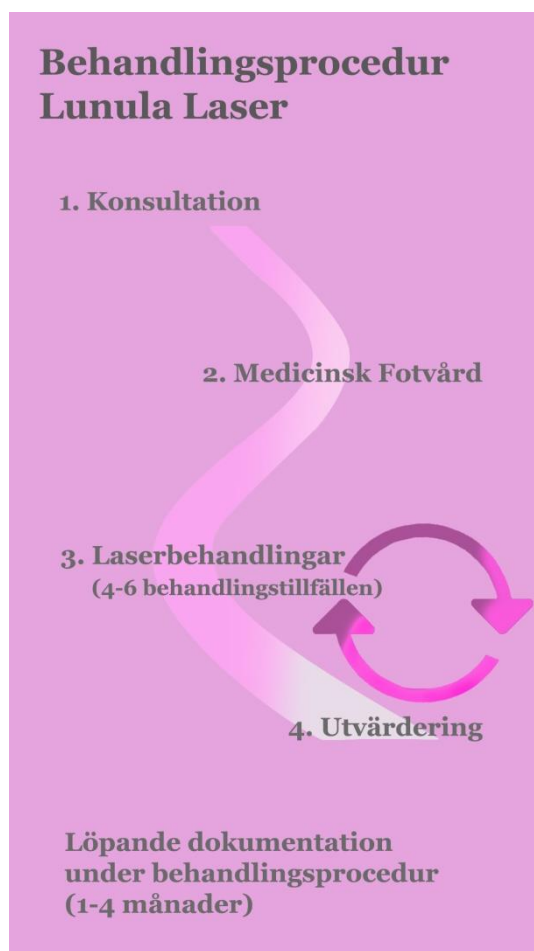 Behandlingsprocedur
Lunula Laser
1. Konsultation
2. Medicinsk Fotvård
3. Laserbehandlingar
(4-6 behandlingstillfällen)
4. Utvärdering
Löpande dokumentation
under behandlingsprocedur
(1-4 månader)